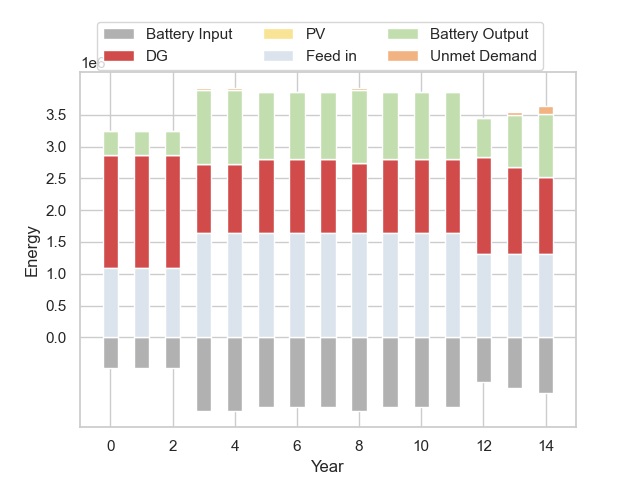 Battery Input PV Battery Output
DG Feed in Unmet Demand
1e6
3.5
3.0
2.5
2.0
1.5
1.0
0.5
0.0
Energy
0 2 4 6 8 10 12 14
Year